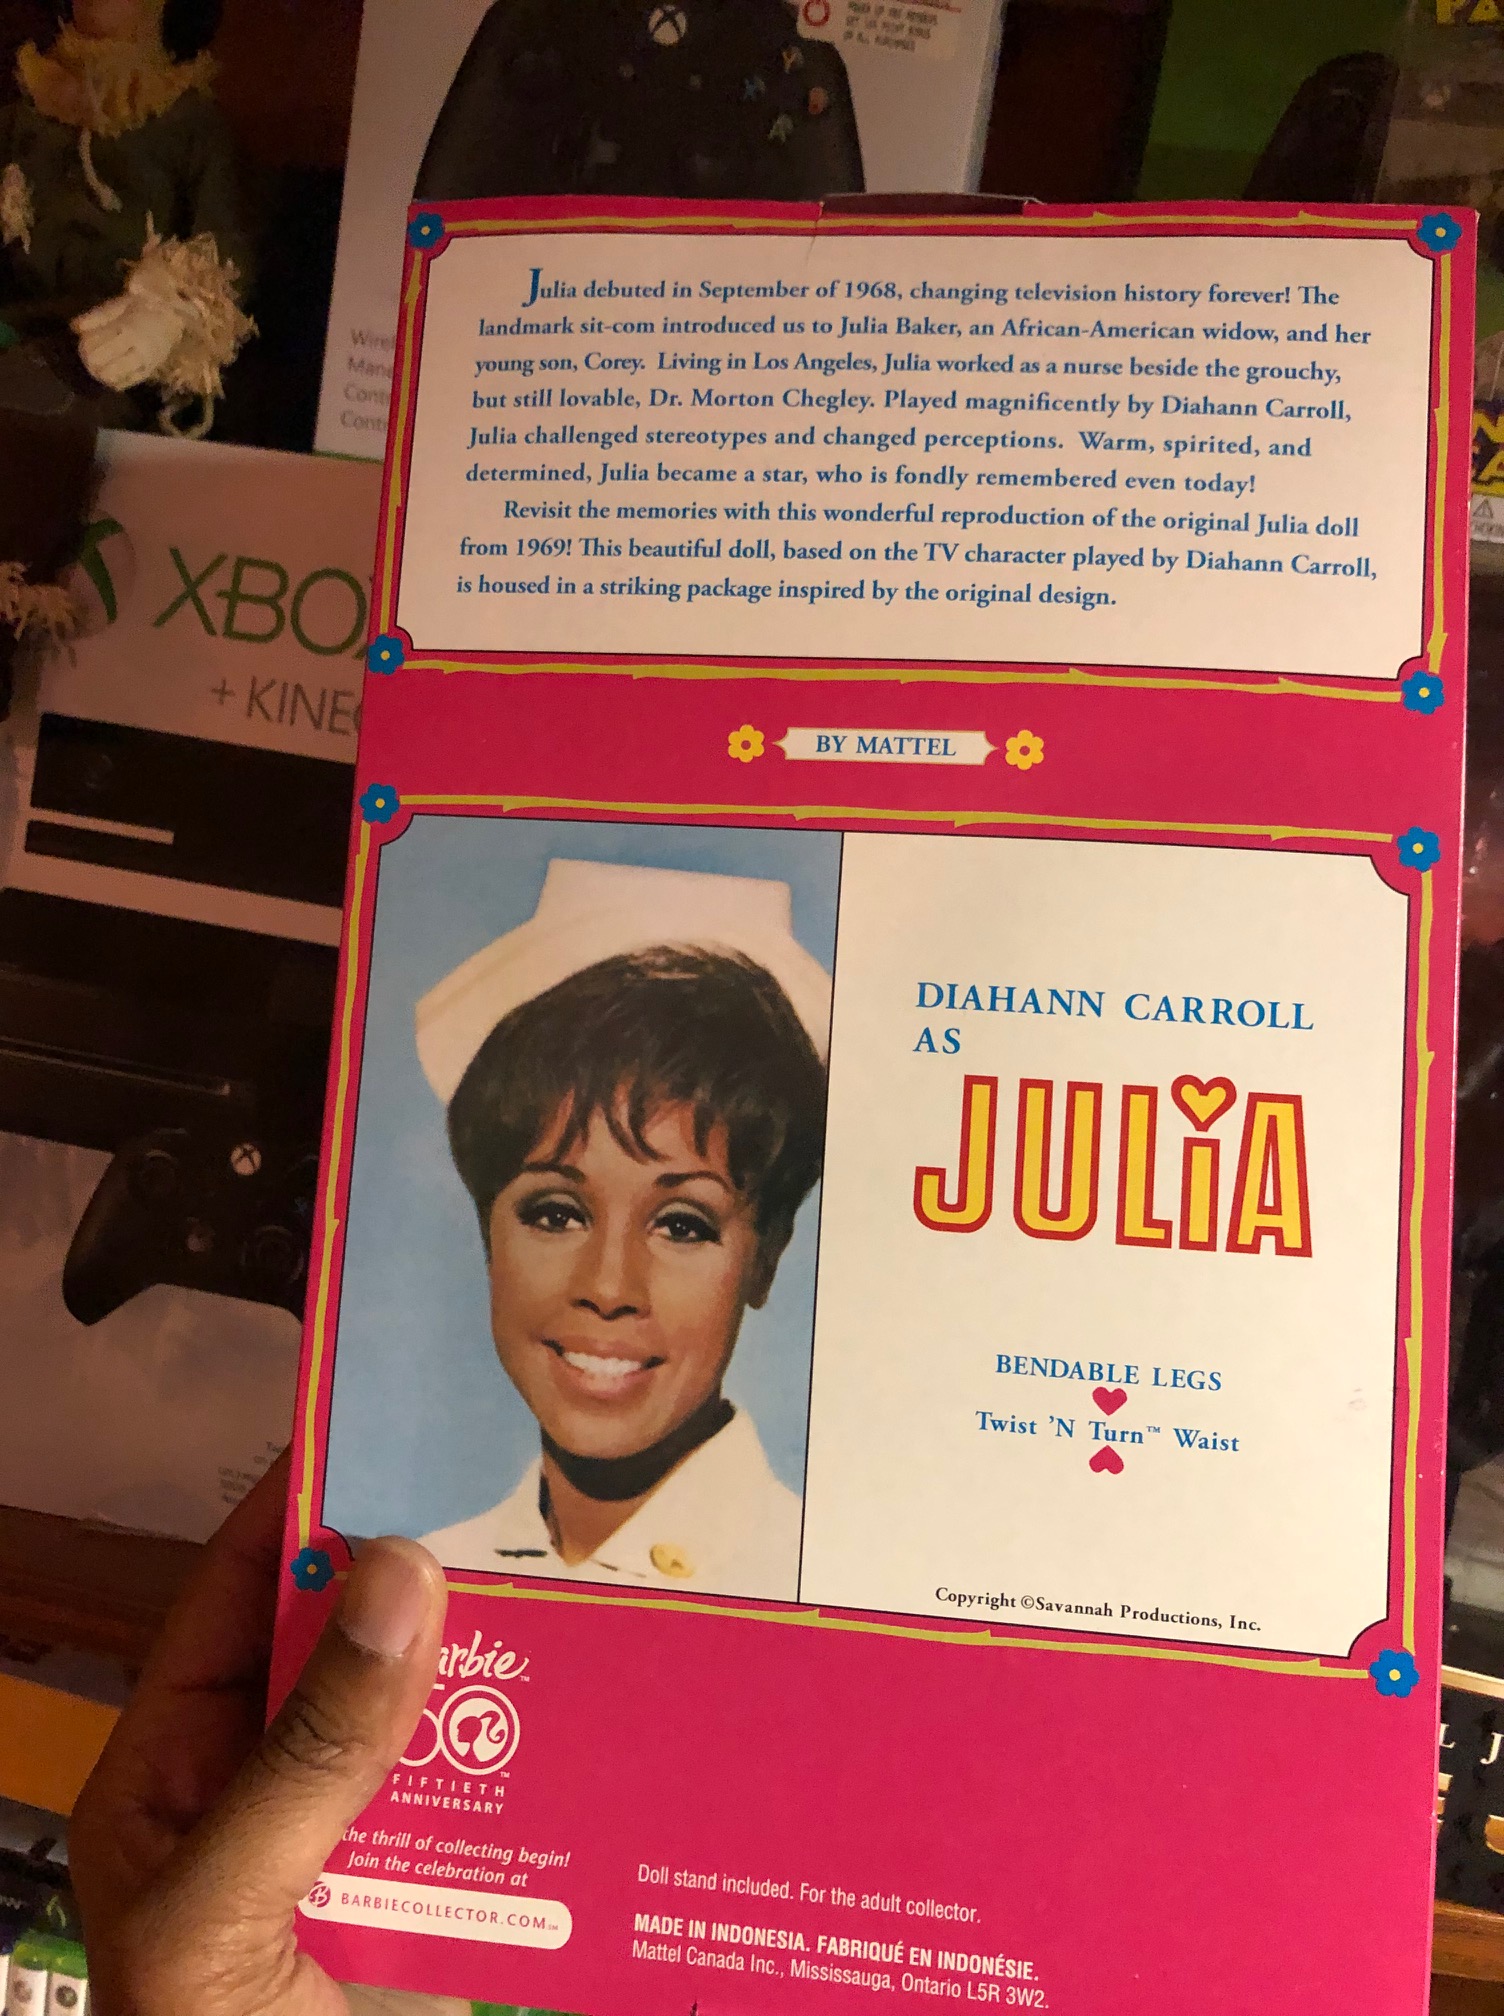 XBO
+ KINE
Julia debuted in September of 1968, changing television history forever! The
landmark sit-com introduced us to Julia Baker, an African-American widow, and her
young son, Corey. Living in Los Angeles, Julia worked as a nurse beside the grouchy,
but still lovable, Dr. Morton Chegley. Played magnificently by Diahann Carroll,
Julia challenged stereotypes and changed perceptions. Warm, spirited, and
determined, Julia became a star, who is fondly remembered even today!
Revisit the memories with this wonderful reproduction of the original Julia doll
from 1969! This beautiful doll, based on the TV character played by Diahann Carroll,
is housed in a striking package inspired by the original design.
BY MATTEL
DIAHANN CARROLL
AS
JULiA
BENDABLE LEGS
Twist 'N Turn™ Waist
Copyright ©Savannah Productions, Inc.
arbie™
50™
FIFTIETH
ANNIVERSARY
the thrill of collecting begin!
Join the celebration at
B BARBIECOLLECTOR.COM℠
Doll stand included. For the adult collector.
MADE IN INDONESIA. FABRIQUÉ EN INDONÉSIE.
Mattel Canada Inc., Mississauga, Ontario L5R 3W2.